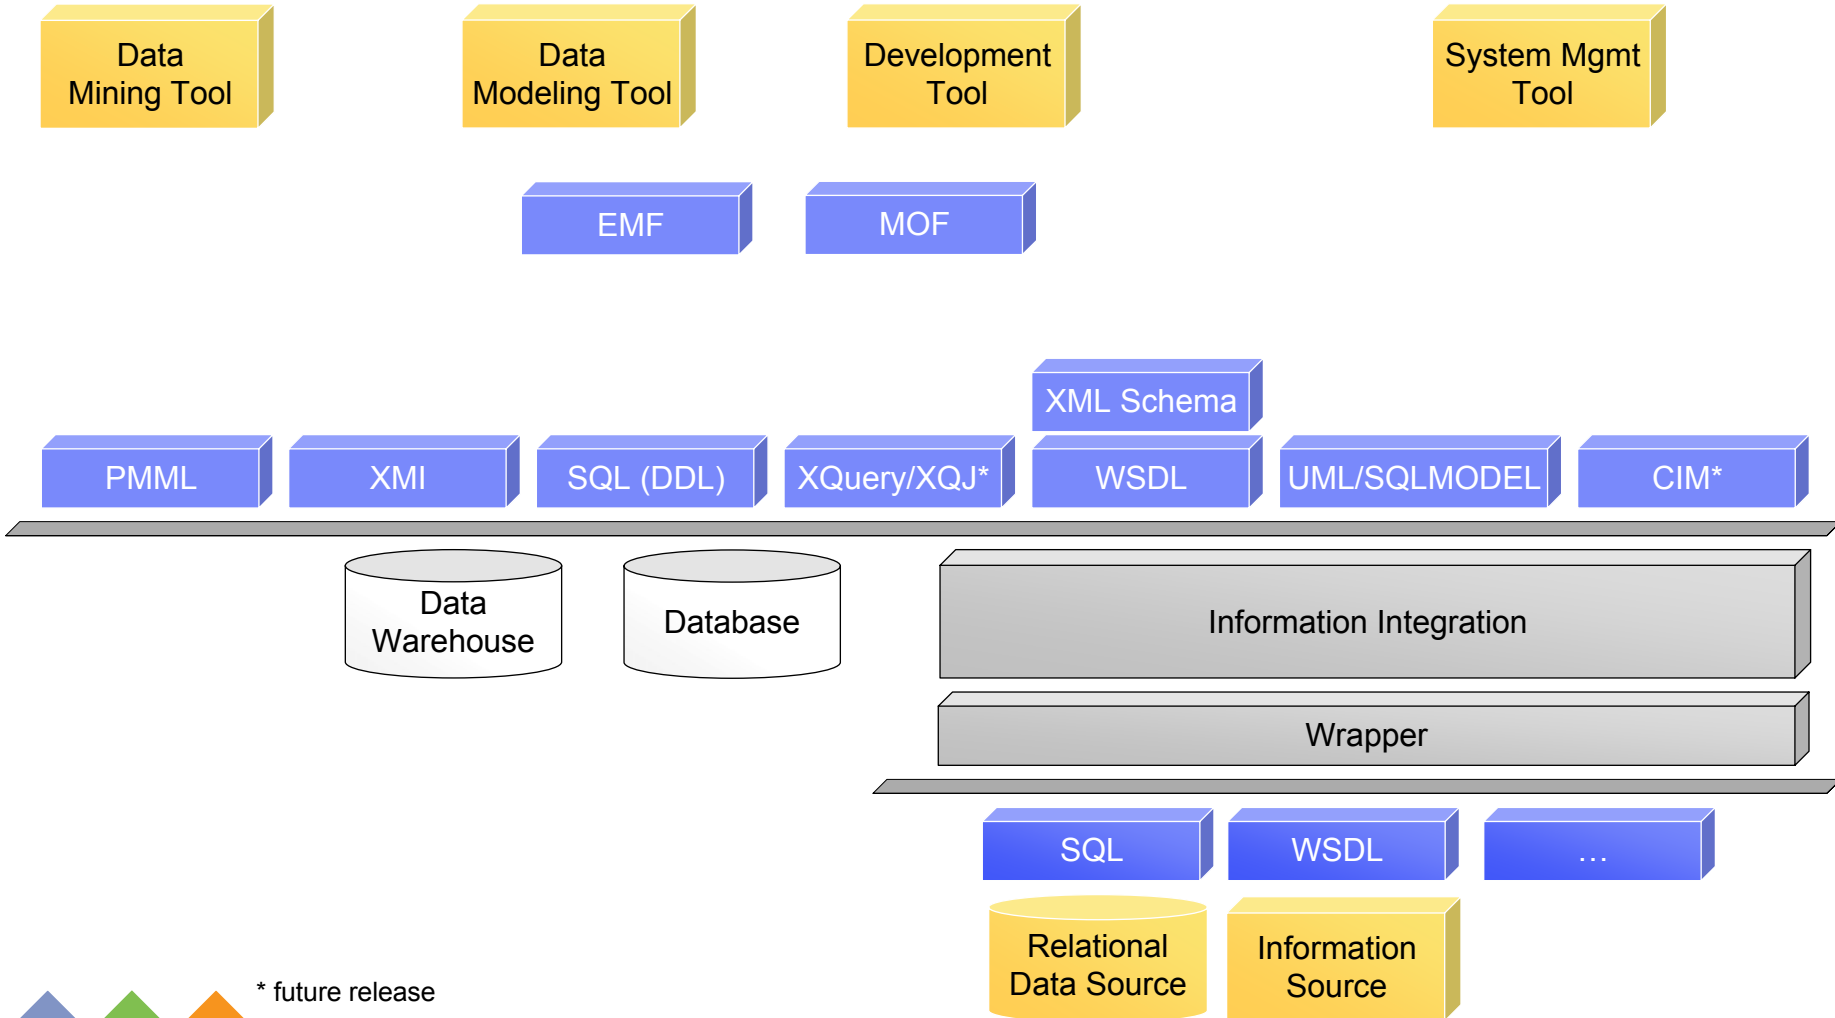 Data
Mining Tool
Data
Modeling Tool
Development
Tool
System Mgmt
Tool
EMF
MOF
XML Schema
PMML
XMI
SQL (DDL)
XQuery/XQJ*
WSDL
UML/SQLMODEL
CIM*
Data
Warehouse
Database
Information Integration
Wrapper
SQL
WSDL
…
Relational
Data Source
Information
Source
* future release